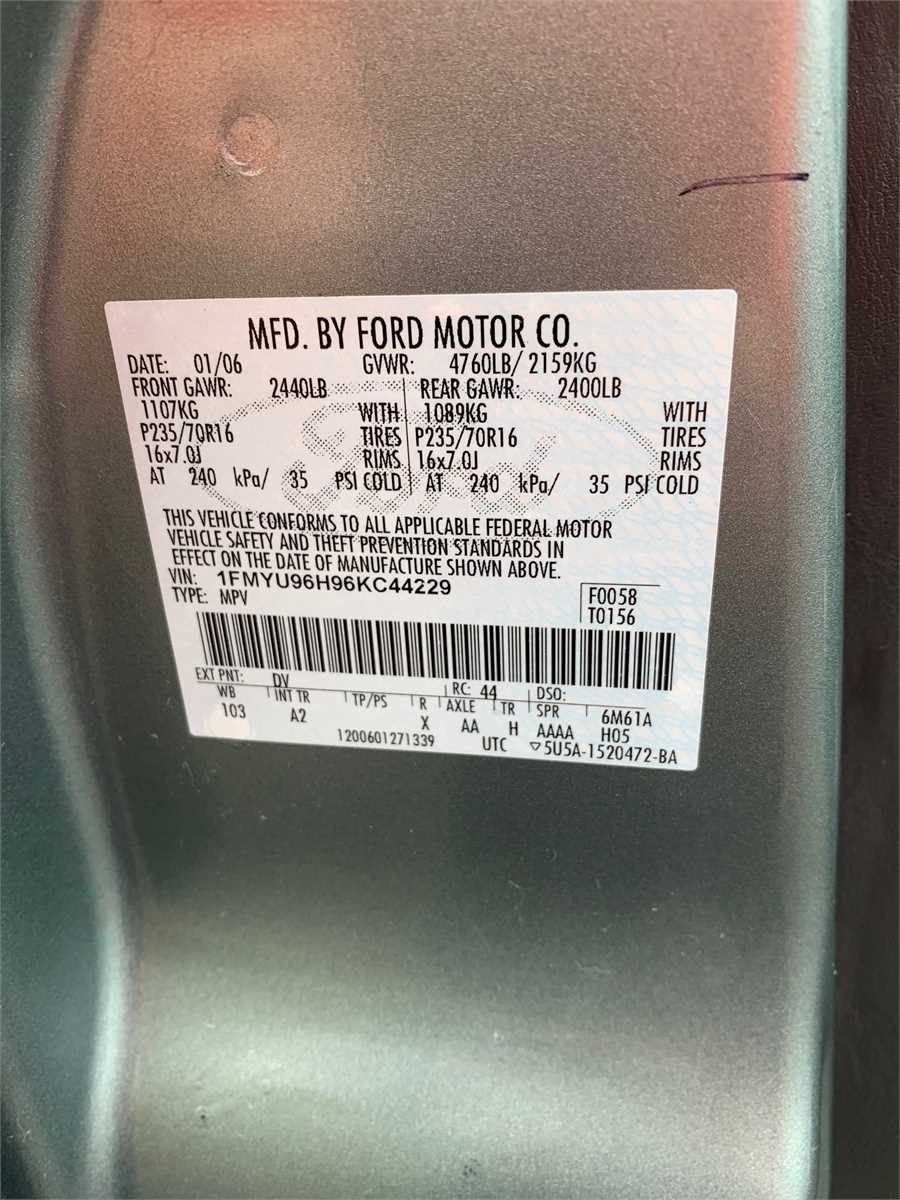 MFD. BY FORD MOTOR CO.
DATE: 01/06 GVWR: 4760LB/ 2159KG
FRONT GAWR: 2440LB REAR GAWR: 2400LB
1107KG WITH 1089KG WITH
P235/70R16 TIRES P235/70R16 TIRES
16x7.0J RIMS 16x7.0J RIMS
AT 240 kPa/ 35 PSI COLD AT 240 kPa/ 35 PSI COLD
THIS VEHICLE CONFORMS TO ALL APPLICABLE FEDERAL MOTOR
VEHICLE SAFETY AND THEFT PREVENTION STANDARDS IN
EFFECT ON THE DATE OF MANUFACTURE SHOWN ABOVE.
VIN: 1FMYU96H96KC44229
TYPE: MPV
F0058
T0156
EXT PNT: DV RC: 44 DSO:
WB INT TR TP/PS R AXLE TR SPR 6M61A
103 A2 X AA H AAAA H05
1200601271339 UTC ▽5U5A-1520472-BA
Ford